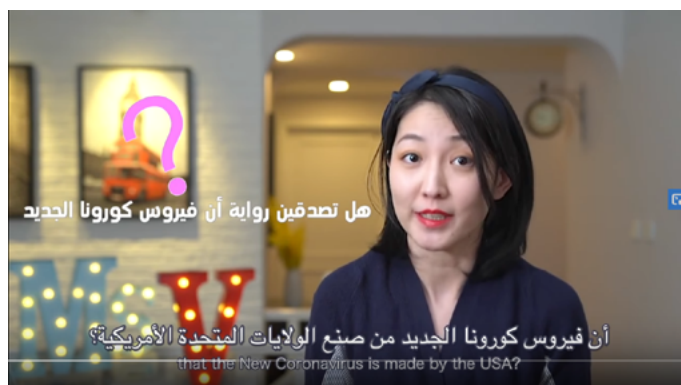 ?
هل تصدقين رواية أن فيروس كورونا الجديد
M&V
أن فيروس كورونا الجديد من صنع الولايات المتحدة الأمريكية؟
that the New Coronavirus is made by the USA?